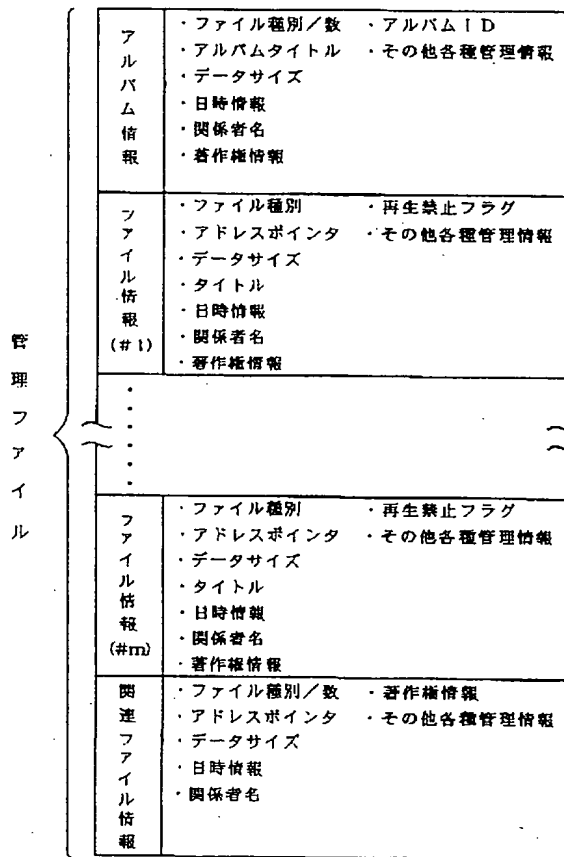 管理ファイル
アルバム情報
・ファイル種別／数 ・アルバムＩＤ
・アルバムタイトル ・その他各種管理情報
・データサイズ
・日時情報
・関係者名
・著作権情報
ファイル情報(＃1)
・ファイル種別 ・再生禁止フラグ
・アドレスポインタ ・その他各種管理情報
・データサイズ
・タイトル
・日時情報
・関係者名
・著作権情報
ファイル情報(#m)
・ファイル種別 ・再生禁止フラグ
・アドレスポインタ ・その他各種管理情報
・データサイズ
・タイトル
・日時情報
・関係者名
・著作権情報
関連ファイル情報
・ファイル種別／数 ・著作権情報
・アドレスポインタ ・その他各種管理情報
・データサイズ
・日時情報
・関係者名